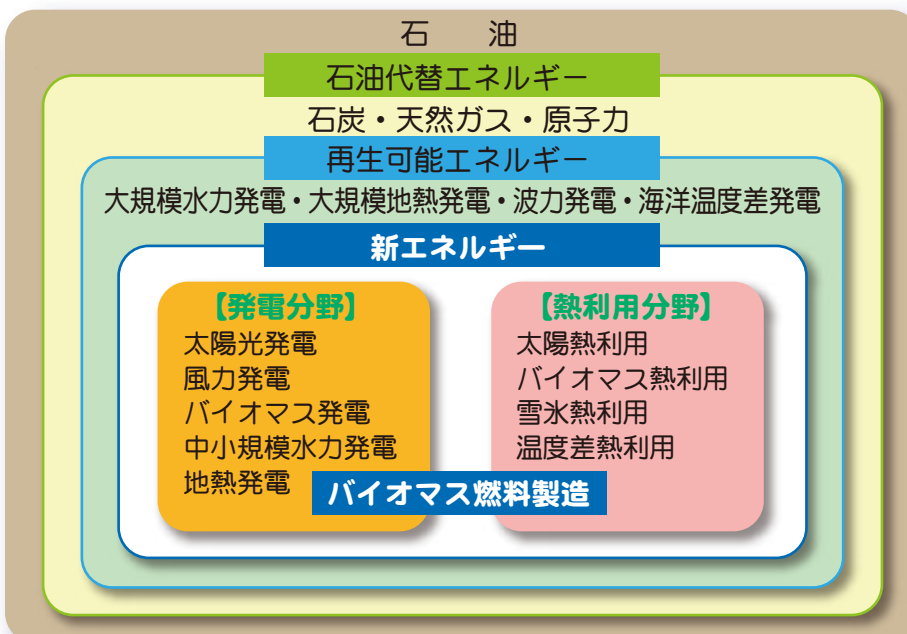 石 油
石油代替エネルギー
石炭・天然ガス・原子力
再生可能エネルギー
大規模水力発電・大規模地熱発電・波力発電・海洋温度差発電
新エネルギー
【発電分野】
太陽光発電
風力発電
バイオマス発電
中小規模水力発電
地熱発電
【熱利用分野】
太陽熱利用
バイオマス熱利用
雪氷熱利用
温度差熱利用
バイオマス燃料製造